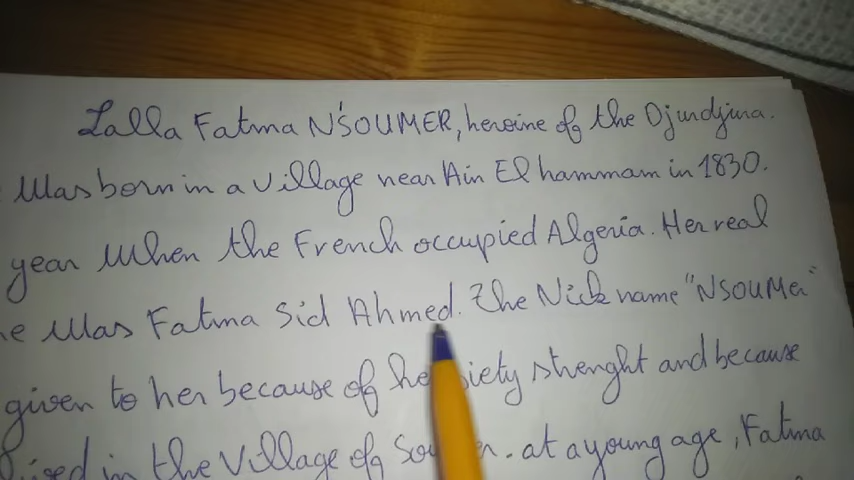 Lalla Fatma N'SOUMER, heroine of the Djurdjura.
Was born in a village near Ain El hammam in 1830.
year when the French occupied Algeria. Her real
was Fatma Sid Ahmed. The Nick name "NSOUMer"
given to her because of piety strenght and because
in the village of at a young age, Fatma